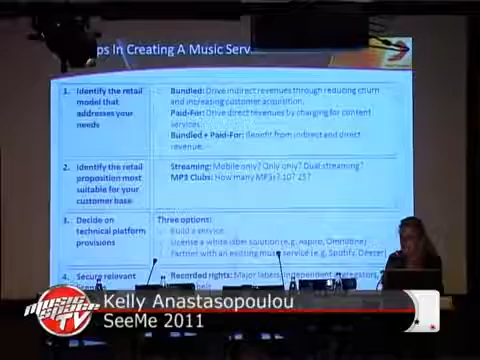 ps In Creating A Music Serv
1. Identify the retail model that addresses your needs
Bundled: Drive indirect revenues through reducing churn
and increasing customer acquisition.
Paid-For: Drive direct revenues by charging for content
services.
Bundled + Paid-For: Benefit from indirect and direct
revenue.
2. Identify the retail proposition most suitable for your customer base
Streaming: Mobile only? Only only? Dual streaming?
MP3 Clubs: How many MP3s? 10? 25?
3. Decide on technical platform provisions
Three options:
Build a service
License a white label solution (e.g. Aspiro, Omnifone)
Partner with an existing music service (e.g. Spotify, Deezer)
4. Secure relevant
Recorded rights: Major labels, independent aggregators,
MUSIC SPACE TV
Kelly Anastasopoulou
SeeMe 2011